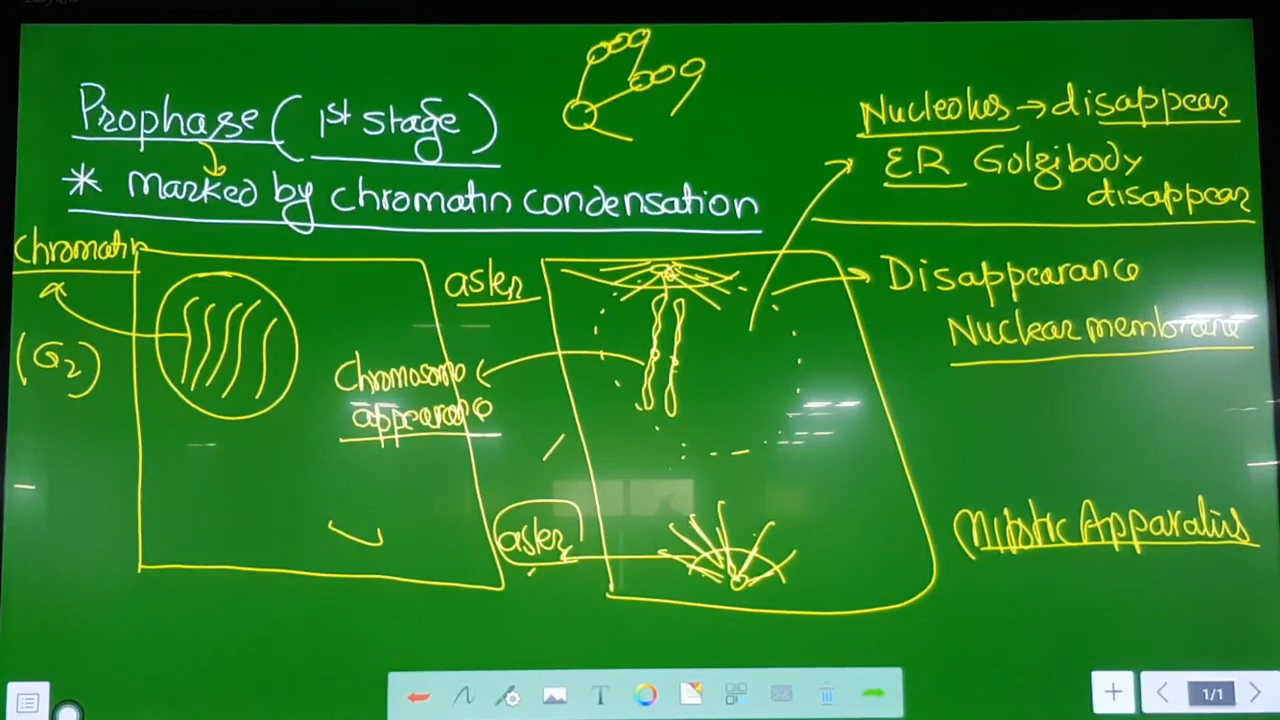 Prophase (1st stage)
* Marked by chromatin condensation
Nucleolus → disappear
ER Golgibody
disappear
chromatin
(G2)
aster
Chromosome
appearance
Disappearance
Nuclear membrane
aster
Mitotic Apparatus
1/1